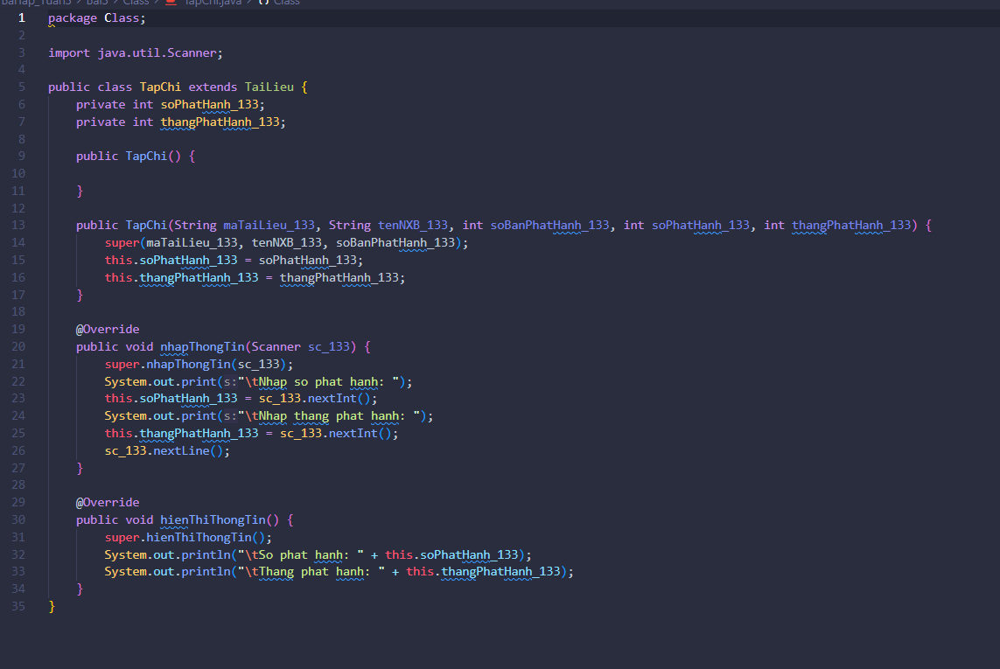 Bai5 > Class > TapChi.java > {} Class
1 package Class;
2
3 import java.util.Scanner;
4
5 public class TapChi extends TaiLieu {
6     private int soPhatHanh_133;
7     private int thangPhatHanh_133;
8
9     public TapChi() {
10
11     }
12
13     public TapChi(String maTaiLieu_133, String tenNXB_133, int soBanPhatHanh_133, int soPhatHanh_133, int thangPhatHanh_133) {
14         super(maTaiLieu_133, tenNXB_133, soBanPhatHanh_133);
15         this.soPhatHanh_133 = soPhatHanh_133;
16         this.thangPhatHanh_133 = thangPhatHanh_133;
17     }
18
19     @Override
20     public void nhapThongTin(Scanner sc_133) {
21         super.nhapThongTin(sc_133);
22         System.out.print(s:"\tNhap so phat hanh: ");
23         this.soPhatHanh_133 = sc_133.nextInt();
24         System.out.print(s:"\tNhap thang phat hanh: ");
25         this.thangPhatHanh_133 = sc_133.nextInt();
26         sc_133.nextLine();
27     }
28
29     @Override
30     public void hienThiThongTin() {
31         super.hienThiThongTin();
32         System.out.println("\tSo phat hanh: " + this.soPhatHanh_133);
33         System.out.println("\tThang phat hanh: " + this.thangPhatHanh_133);
34     }
35 }